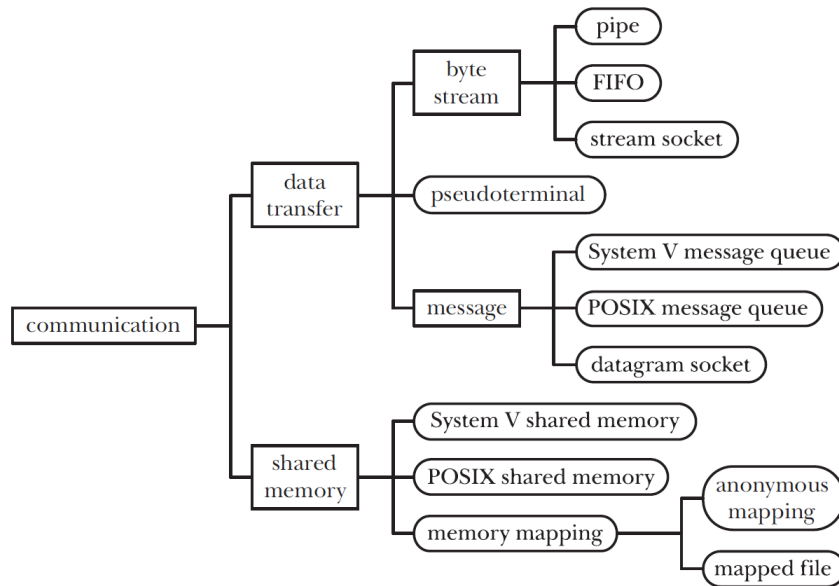 pipe
byte
stream
FIFO
stream socket
data
transfer
pseudoterminal
System V message queue
message
POSIX message queue
datagram socket
communication
System V shared memory
shared
memory
POSIX shared memory
anonymous
mapping
memory mapping
mapped file